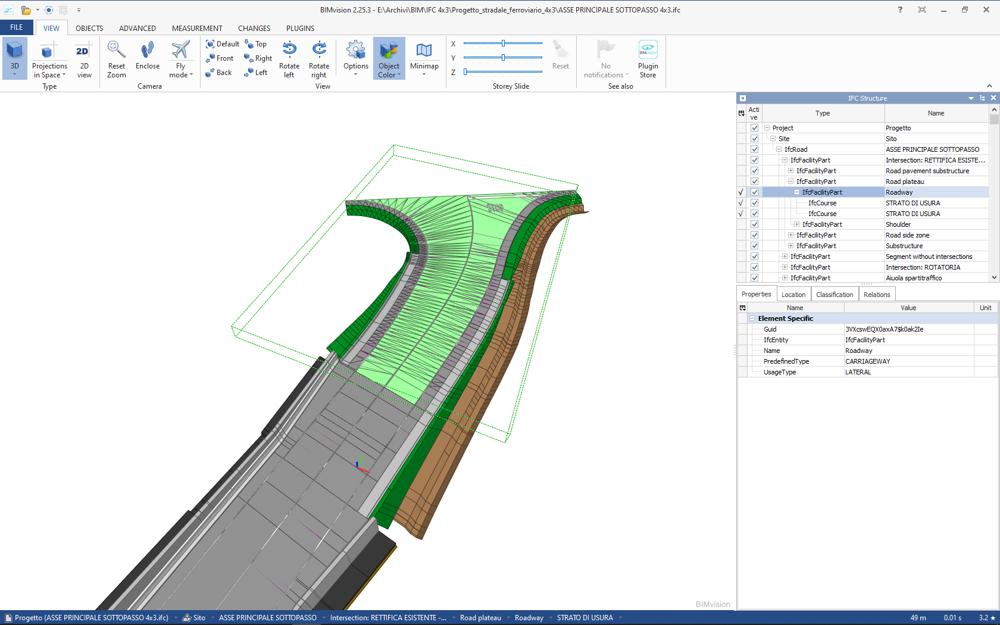 BIMvision 2.25.3 - E:\Archivi\BIM\IFC 4x3\Progetto_stradale_ferroviario_4x3\ASSE PRINCIPALE SOTTOPASSO 4x3.ifc
FILE VIEW OBJECTS ADVANCED MEASUREMENT CHANGES PLUGINS
3D
Projections in Space
2D view
Type
Reset Zoom
Enclose
Fly mode
Camera
Default Top
Front Right
Back Left
Rotate left
Rotate right
Options
Object Color
Minimap
View
X
Y
Z
Reset
Storey Slide
No notifications
BIMvision
Plugin Store
See also
STOP
BIMvision
IFC Structure
Active Type Name
Project Progetto
Site Sito
IfcRoad ASSE PRINCIPALE SOTTOPASSO
IfcFacilityPart Intersection: RETTIFICA ESISTE...
IfcFacilityPart Road pavement substructure
IfcFacilityPart Road plateau
IfcFacilityPart Roadway
IfcCourse STRATO DI USURA
IfcCourse STRATO DI USURA
IfcFacilityPart Shoulder
IfcFacilityPart Road side zone
IfcFacilityPart Substructure
IfcFacilityPart Segment without intersections
IfcFacilityPart Intersection: ROTATORIA
IfcFacilityPart Aiuola spartitraffico
Properties Location Classification Relations
Name Value Unit
Element Specific
Guid 3VXcswEQX0axA7$k0ak2Ie
IfcEntity IfcFacilityPart
Name Roadway
PredefinedType CARRIAGEWAY
UsageType LATERAL
Progetto (ASSE PRINCIPALE SOTTOPASSO 4x3.ifc) Sito ASSE PRINCIPALE SOTTOPASSO Intersection: RETTIFICA ESISTENTE -... Road plateau Roadway STRATO DI USURA 49 m 0.01 s 3.2 ★